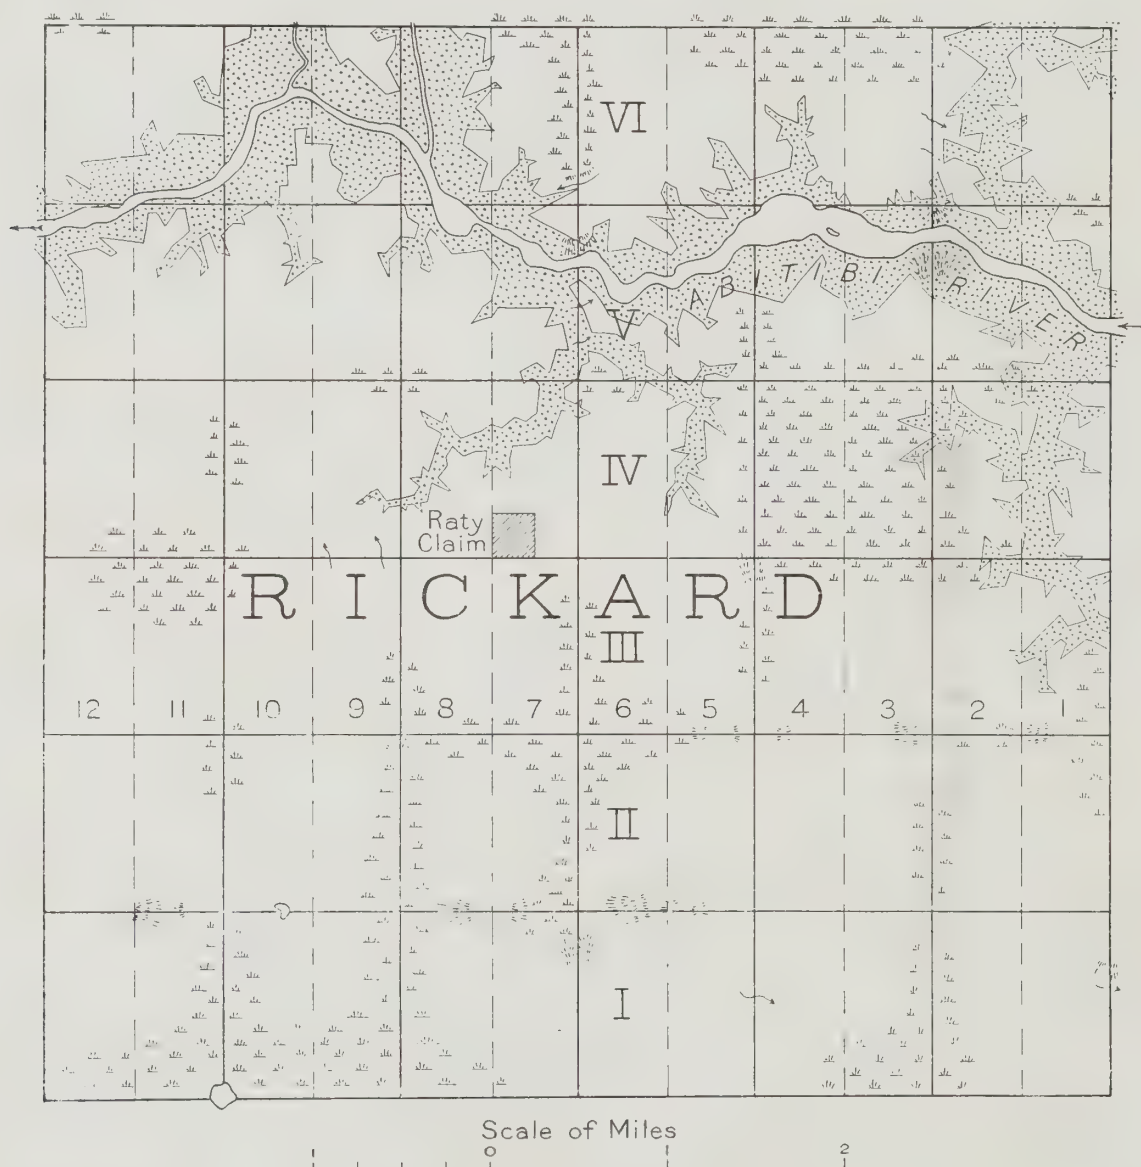 VI
ABITIBI RIVER
V
IV
Raty
Claim
RICKARD
III
12 11 10 9 8 7 6 5 4 3 2 1
II
I
Scale of Miles
0 2